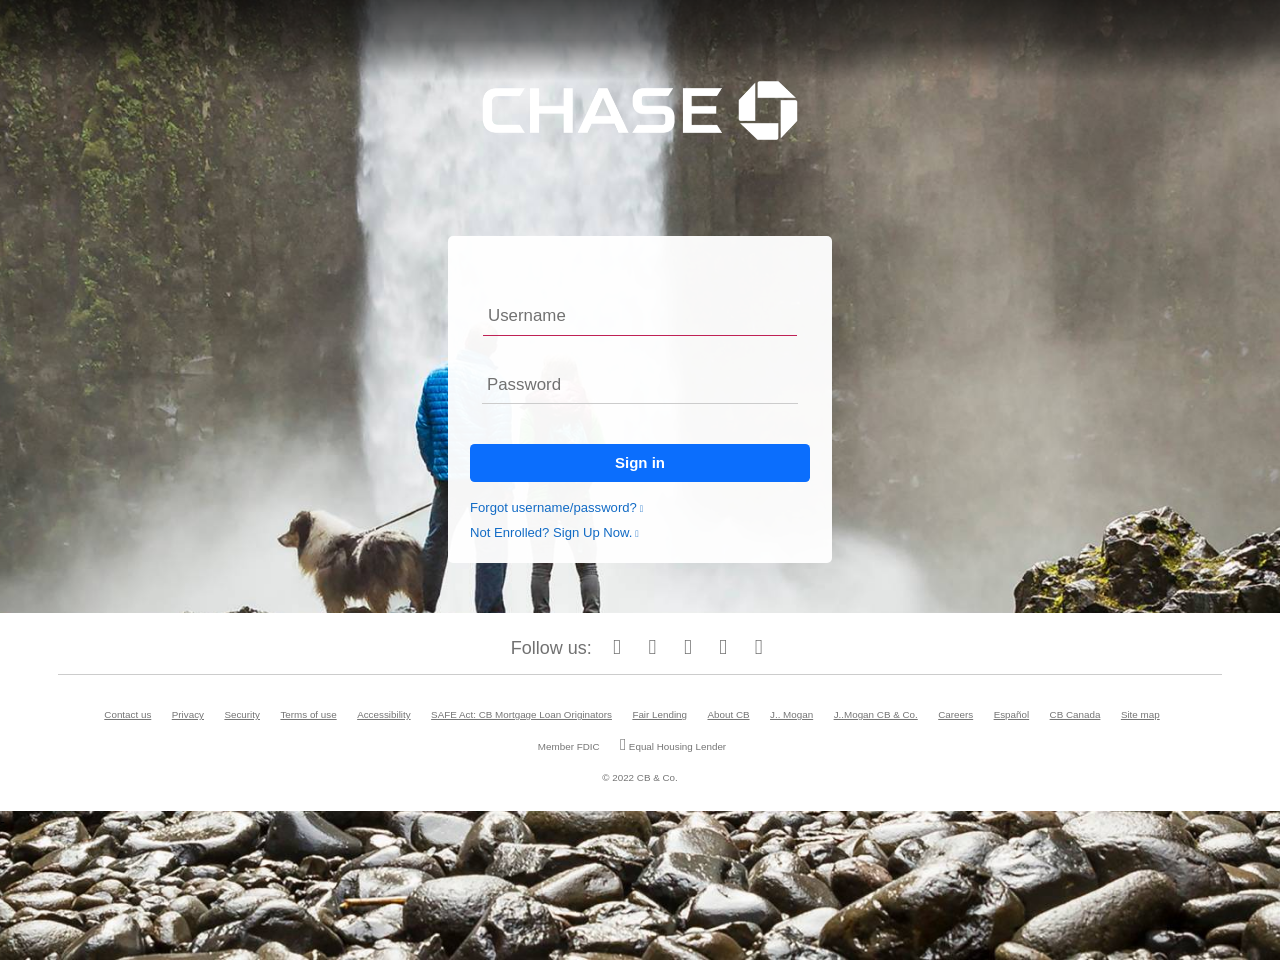 CHASE
Username
Password
Sign in
Forgot username/password?
Not Enrolled? Sign Up Now.
Follow us:
Contact us Privacy Security Terms of use Accessibility SAFE Act: CB Mortgage Loan Originators Fair Lending About CB J.. Mogan J..Mogan CB & Co. Careers Español CB Canada Site map
Member FDIC Equal Housing Lender
© 2022 CB & Co.